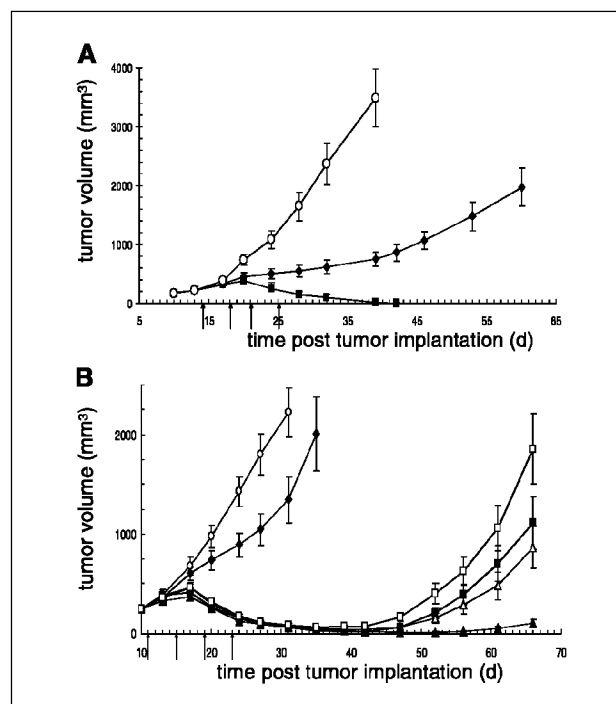 A
tumor volume (mm³)
4000
3000
2000
1000
0
5 15 25 35 45 55 65
time post tumor implantation (d)
B
tumor volume (mm³)
2000
1000
0
10 20 30 40 50 60 70
time post tumor implantation (d)